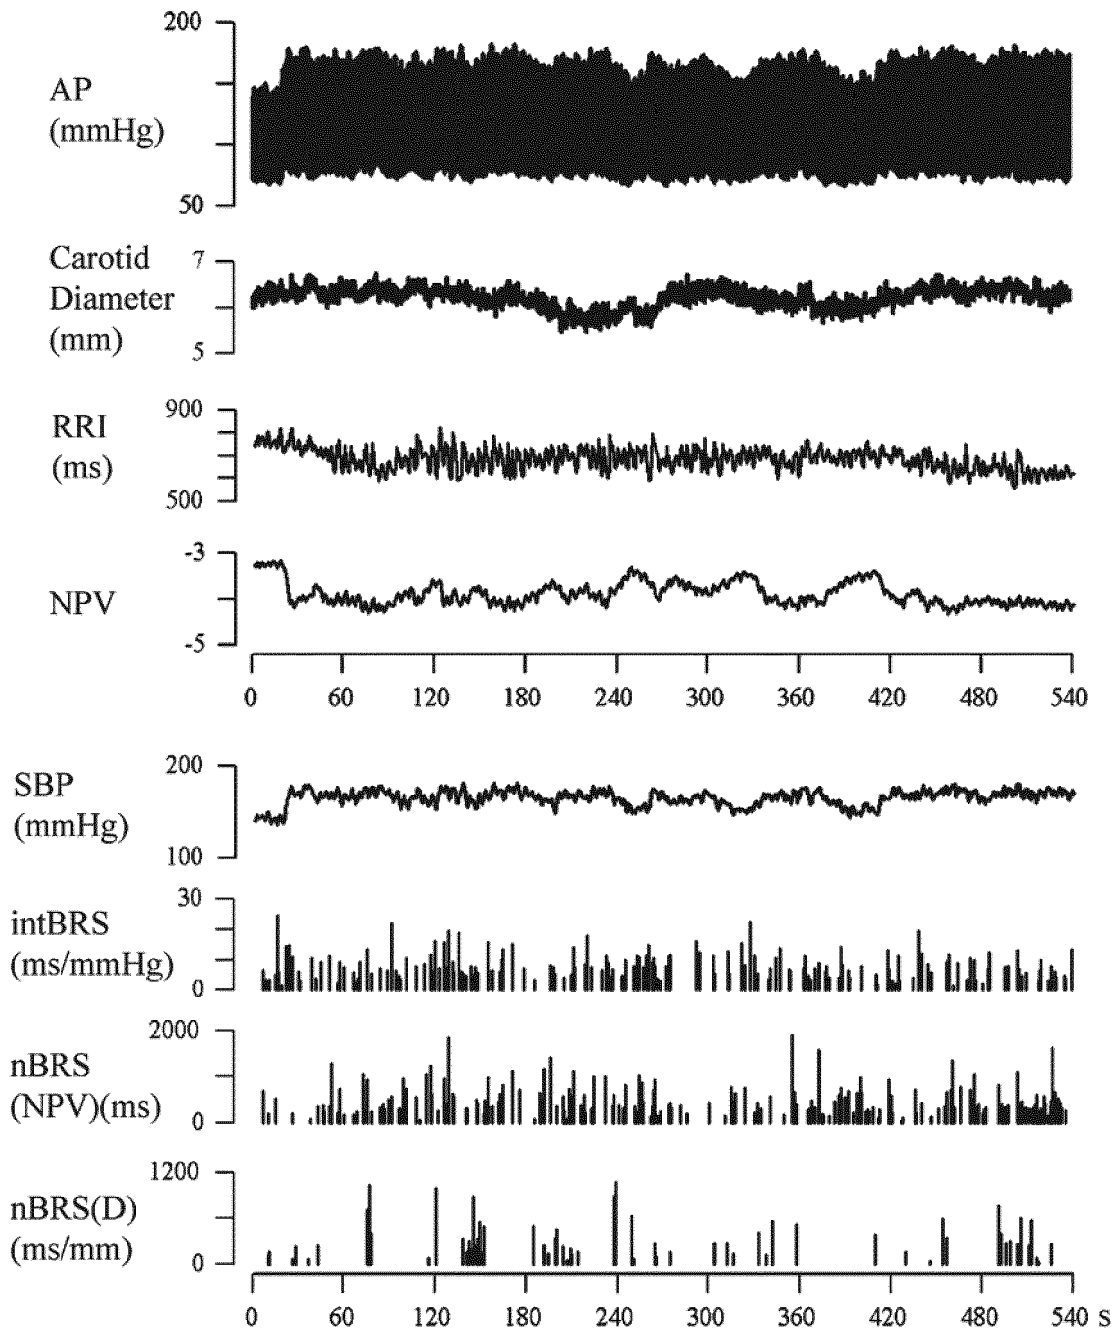 200
AP
(mmHg)
50
Carotid
Diameter
(mm)
7
5
RRI
(ms)
900
500
-3
NPV
-5
0 60 120 180 240 300 360 420 480 540
SBP
(mmHg)
200
100
intBRS
(ms/mmHg)
30
0
nBRS
(NPV)(ms)
2000
0
nBRS(D)
(ms/mm)
1200
0
0 60 120 180 240 300 360 420 480 540 s